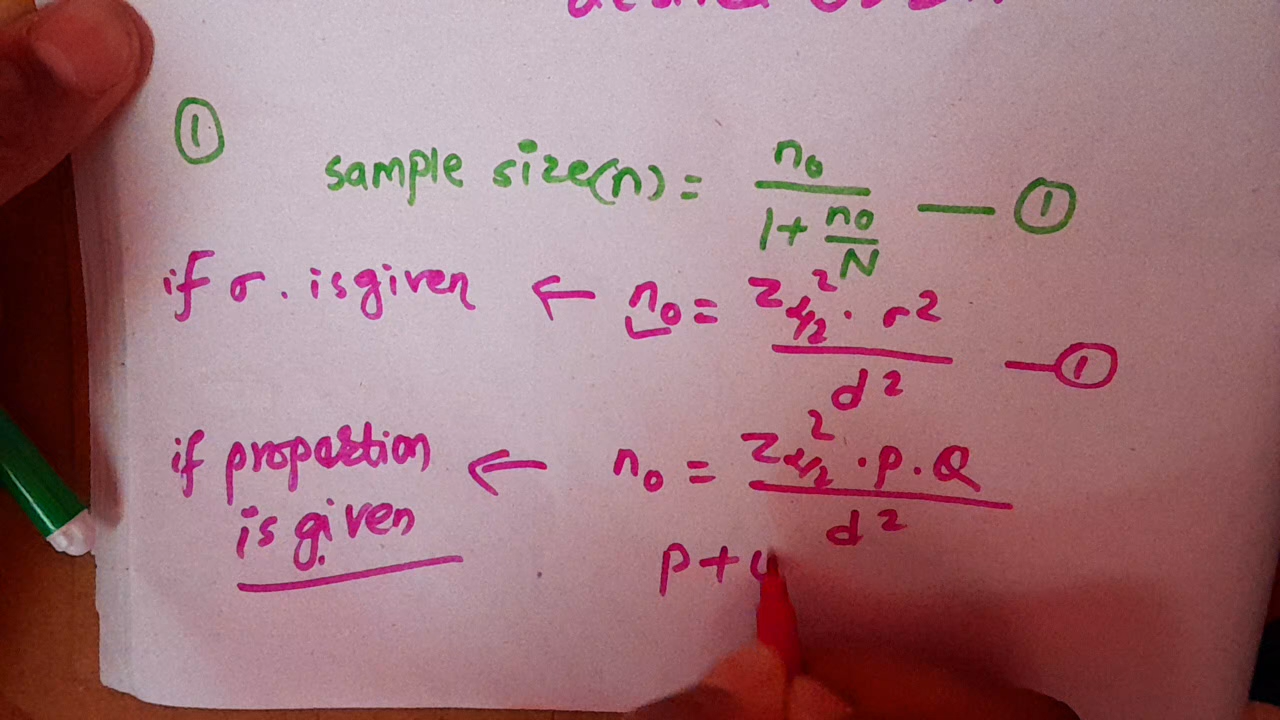 ①
sample size(n) = n₀ / (1 + n₀/N) — ①
if σ. is given ← n₀ = Z²α/2 · σ² / d² — ①
if proportion ← n₀ = Z²α/2 · p · Q / d²
is given
p +